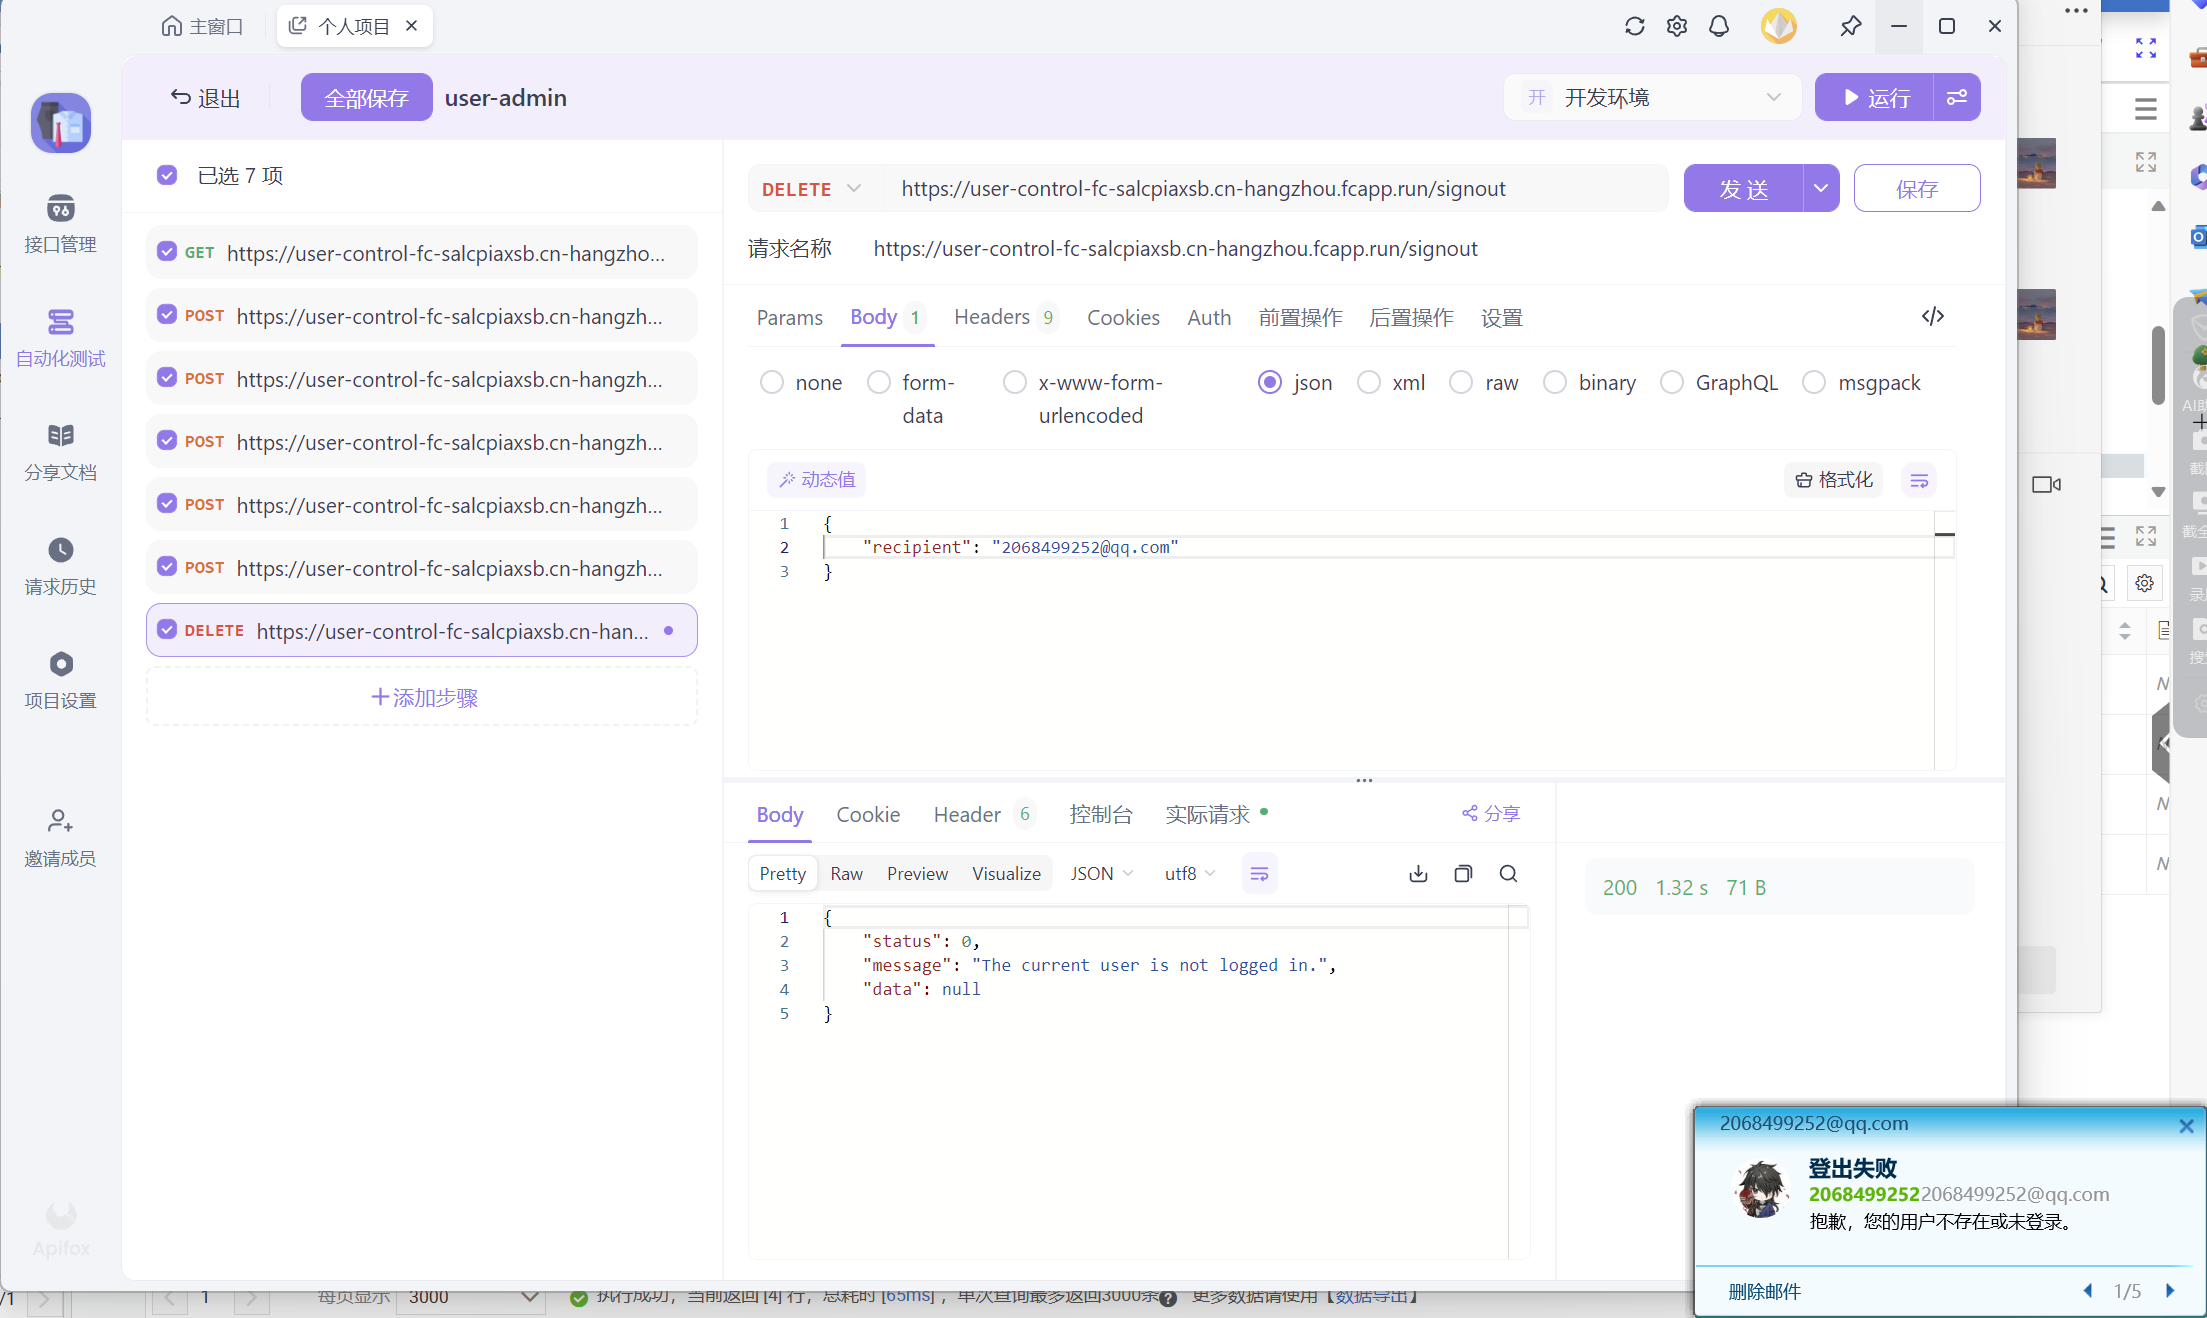 主窗口
个人项目
退出
全部保存
user-admin
开 开发环境
运行
接口管理
自动化测试
分享文档
请求历史
项目设置
邀请成员
Apifox
已选 7 项
GET https://user-control-fc-salcpiaxsb.cn-hangzho...
POST https://user-control-fc-salcpiaxsb.cn-hangzh...
POST https://user-control-fc-salcpiaxsb.cn-hangzh...
POST https://user-control-fc-salcpiaxsb.cn-hangzh...
POST https://user-control-fc-salcpiaxsb.cn-hangzh...
POST https://user-control-fc-salcpiaxsb.cn-hangzh...
DELETE https://user-control-fc-salcpiaxsb.cn-han...
添加步骤
DELETE https://user-control-fc-salcpiaxsb.cn-hangzhou.fcapp.run/signout
发 送
保存
请求名称 https://user-control-fc-salcpiaxsb.cn-hangzhou.fcapp.run/signout
Params Body 1 Headers 9 Cookies Auth 前置操作 后置操作 设置
none form-data x-www-form-urlencoded json xml raw binary GraphQL msgpack
动态值 格式化
1 {
2 "recipient": "2068499252@qq.com"
3 }
Body Cookie Header 6 控制台 实际请求 分享
Pretty Raw Preview Visualize JSON utf8
200 1.32 s 71 B
1 {
2 "status": 0,
3 "message": "The current user is not logged in.",
4 "data": null
5 }
2068499252@qq.com
登出失败
20684992522068499252@qq.com
抱歉，您的用户不存在或未登录。
删除邮件 1/5
/1 1 每页显示 3000 执行成功，当前返回 [4] 行，总耗时 [65ms]，单次查询最多返回3000条 更多数据请使用【数据导出】